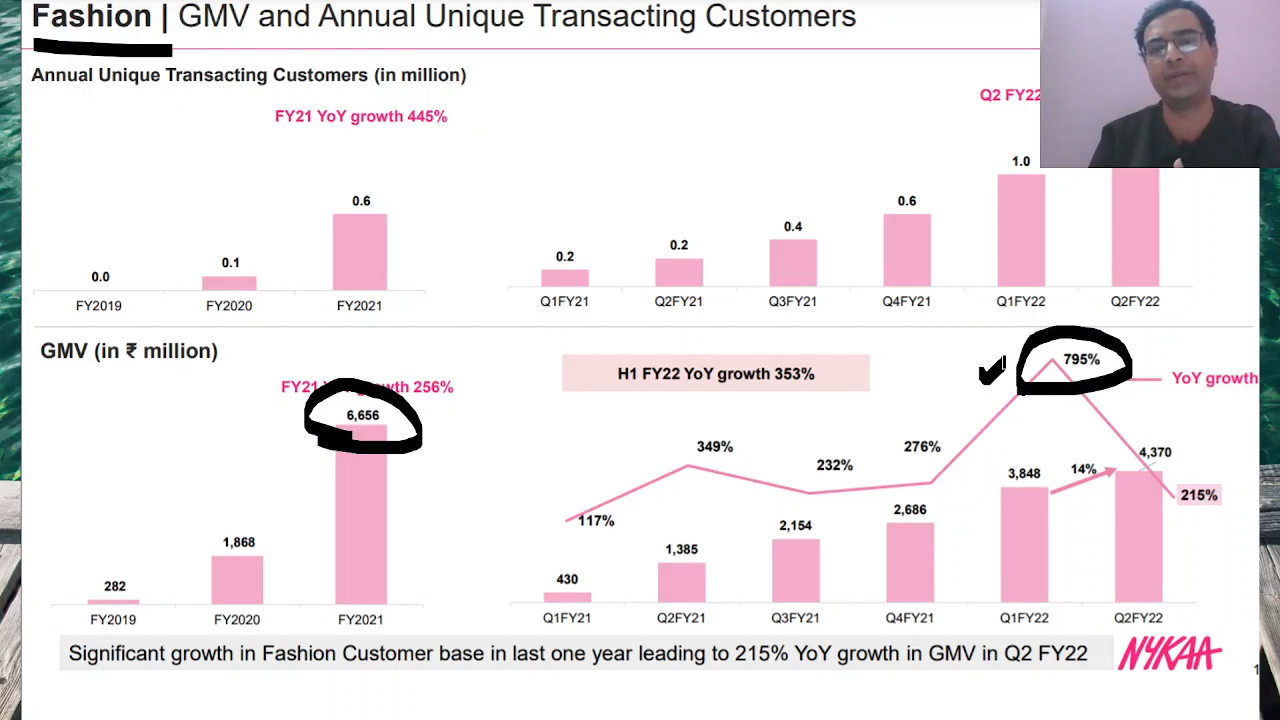 Fashion | GMV and Annual Unique Transacting Customers
Annual Unique Transacting Customers (in million)
FY21 YoY growth 445%
Q2 FY22
0.0
0.1
0.6
FY2019
FY2020
FY2021
0.2
0.2
0.4
0.6
1.0
Q1FY21
Q2FY21
Q3FY21
Q4FY21
Q1FY22
Q2FY22
GMV (in ₹ million)
FY21 growth 256%
282
1,868
6,656
FY2019
FY2020
FY2021
H1 FY22 YoY growth 353%
795%
YoY growth
117%
349%
232%
276%
14%
215%
430
1,385
2,154
2,686
3,848
4,370
Q1FY21
Q2FY21
Q3FY21
Q4FY21
Q1FY22
Q2FY22
Significant growth in Fashion Customer base in last one year leading to 215% YoY growth in GMV in Q2 FY22
NYKAA
1